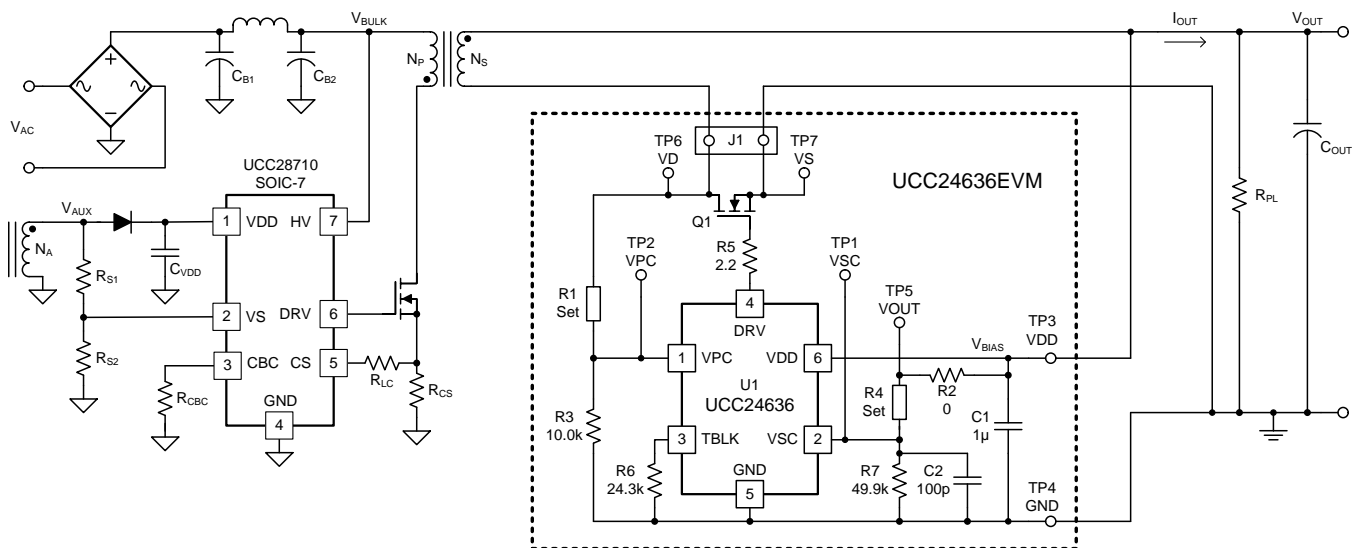 V_BULK
I_OUT
V_OUT
C_B1
C_B2
N_P
N_S
V_AC
+
−
UCC28710
SOIC-7
V_AUX
N_A
1
VDD
HV
7
C_VDD
R_S1
2
VS
DRV
6
R_S2
3
CBC
CS
5
R_LC
R_CBC
R_CS
GND
4
J1
TP6
VD
TP7
VS
UCC24636EVM
Q1
R5
2.2
TP2
VPC
TP1
VSC
TP5
VOUT
TP3
VDD
R1
Set
4
DRV
1
VPC
VDD
6
V_BIAS
U1
UCC24636
R4
Set
R2
0
C1
1µ
R3
10.0k
3
TBLK
VSC
2
R6
24.3k
GND
5
R7
49.9k
C2
100p
TP4
GND
R_PL
C_OUT